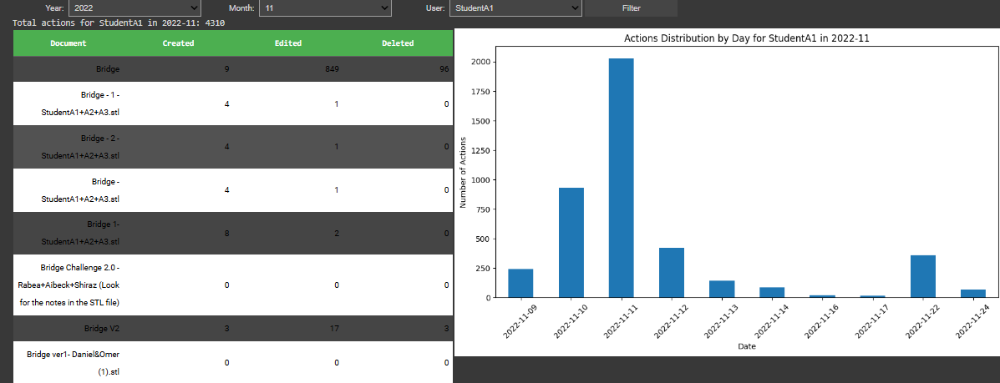 Year: 2022 Month: 11 User: StudentA1 Filter
Total actions for StudentA1 in 2022-11: 4310
Document Created Edited Deleted
Bridge 9 849 96
Bridge - 1 -
StudentA1+A2+A3.stl 4 1 0
Bridge - 2 -
StudentA1+A2+A3.stl 4 1 0
Bridge -
StudentA1+A2+A3.stl 4 1 0
Bridge 1-
StudentA1+A2+A3.stl 8 2 0
Bridge Challenge 2.0 -
Rabea+Aibeck+Shiraz (Look 0 0 0
for the notes in the STL file)
Bridge V2 3 17 3
Bridge ver1- Daniel&Omer
(1).stl 0 0 0
Actions Distribution by Day for StudentA1 in 2022-11
Number of Actions
2000
1750
1500
1250
1000
750
500
250
0
2022-11-09 2022-11-10 2022-11-11 2022-11-12 2022-11-13 2022-11-14 2022-11-16 2022-11-17 2022-11-22 2022-11-24
Date